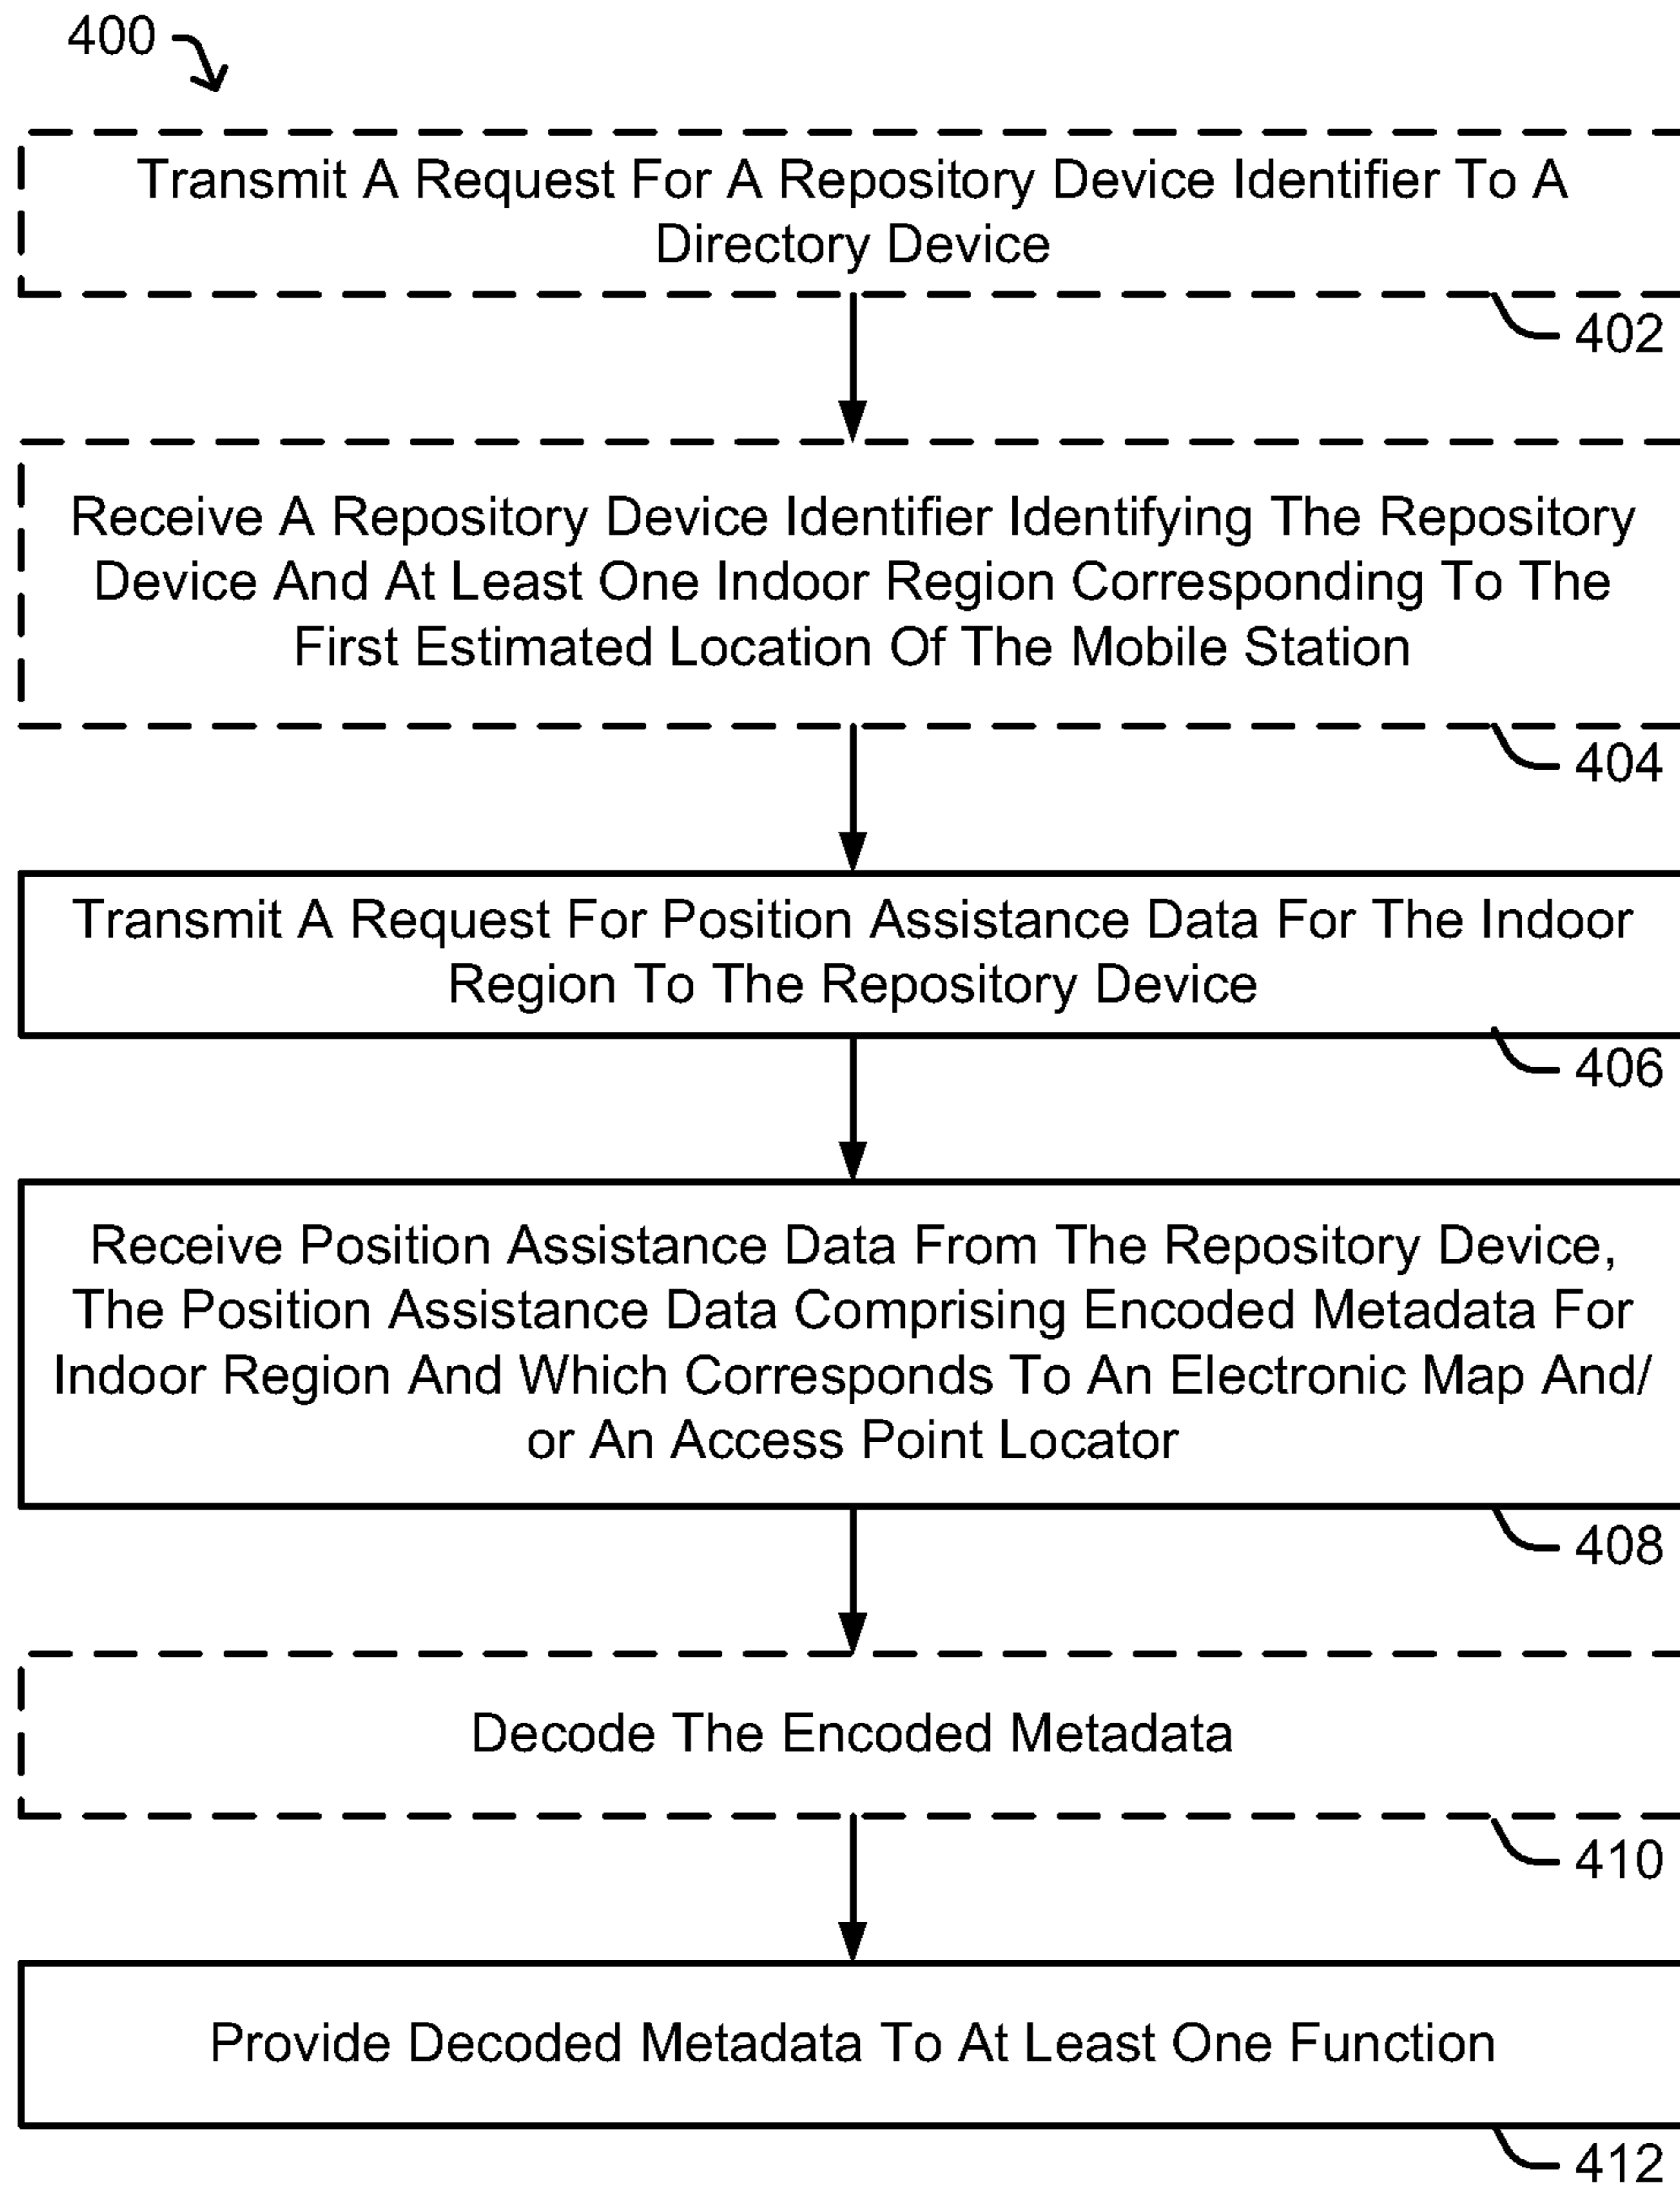 400
Transmit A Request For A Repository Device Identifier To A
Directory Device
402
Receive A Repository Device Identifier Identifying The Repository
Device And At Least One Indoor Region Corresponding To The
First Estimated Location Of The Mobile Station
404
Transmit A Request For Position Assistance Data For The Indoor
Region To The Repository Device
406
Receive Position Assistance Data From The Repository Device,
The Position Assistance Data Comprising Encoded Metadata For
Indoor Region And Which Corresponds To An Electronic Map And/
or An Access Point Locator
408
Decode The Encoded Metadata
410
Provide Decoded Metadata To At Least One Function
412